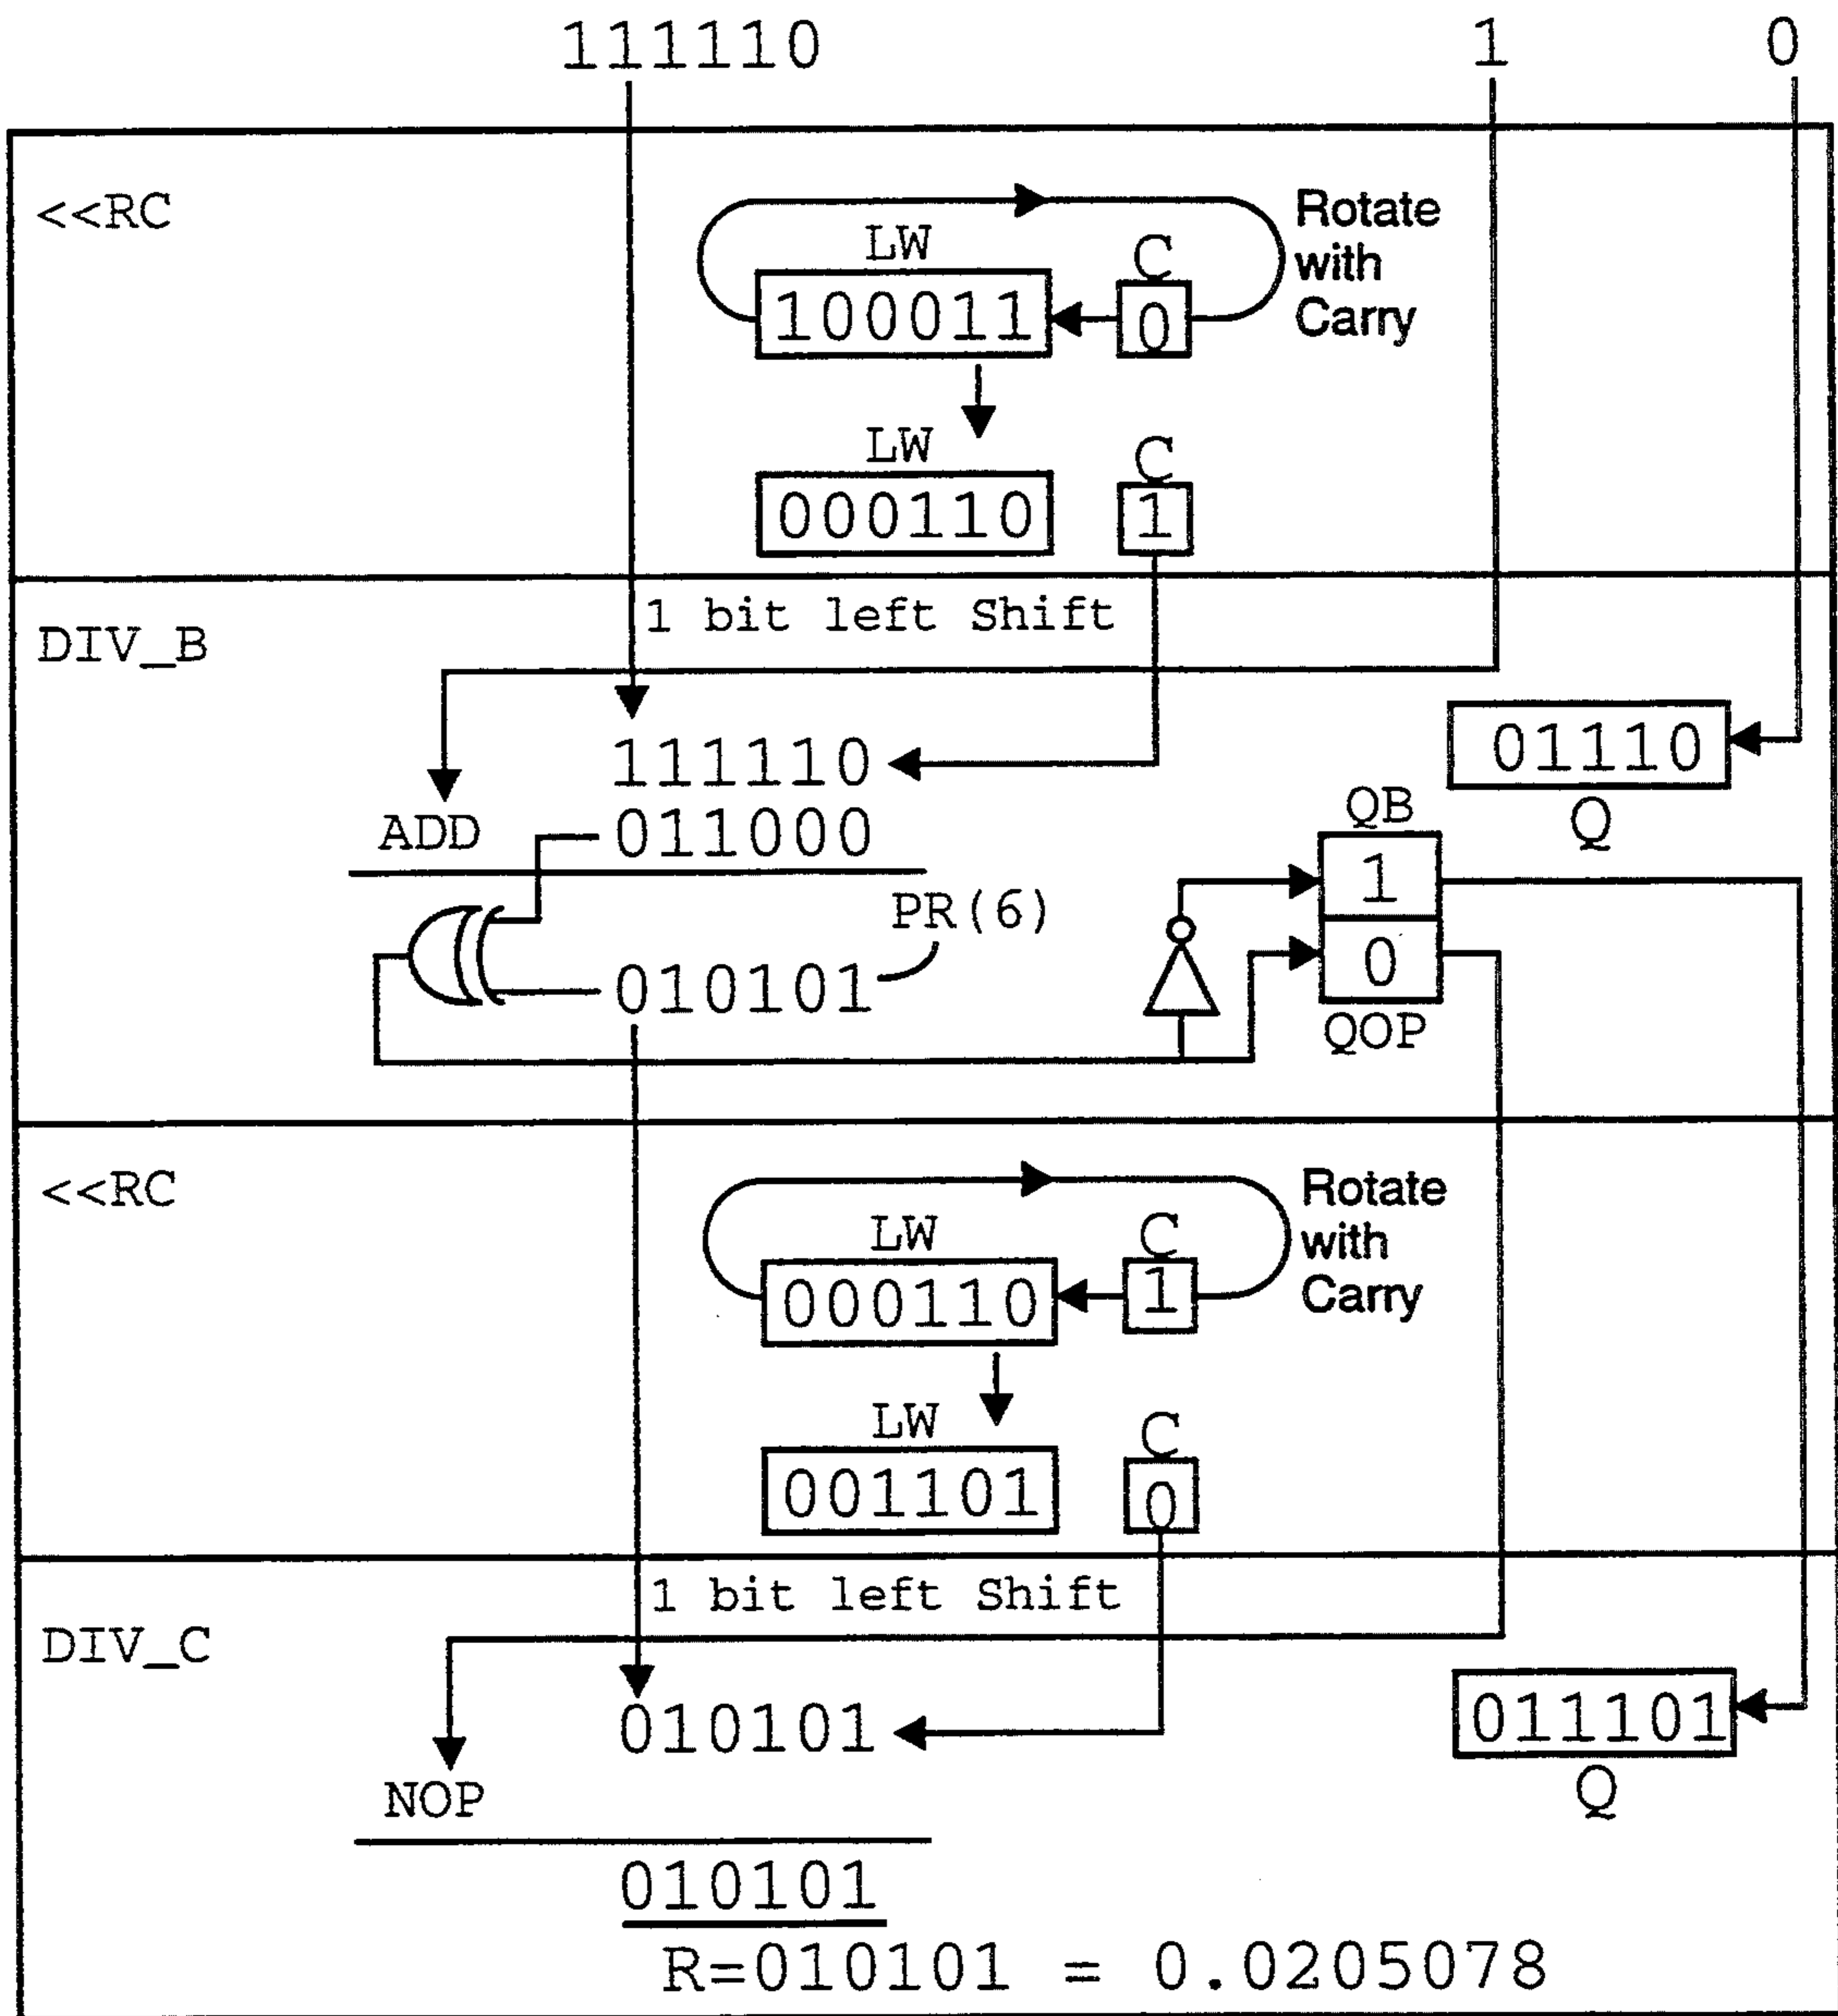 111110 1 0
<<RC
Rotate
with
Carry
LW C
100011 0
LW C
000110 1
1 bit left Shift
DIV_B
111110
01110
Q
ADD 011000
QB
1
PR(6)
010101
0
QOP
<<RC
Rotate
with
Carry
LW C
000110 1
LW C
001101 0
1 bit left Shift
DIV_C
010101
011101
Q
NOP
010101
R=010101 = 0.0205078